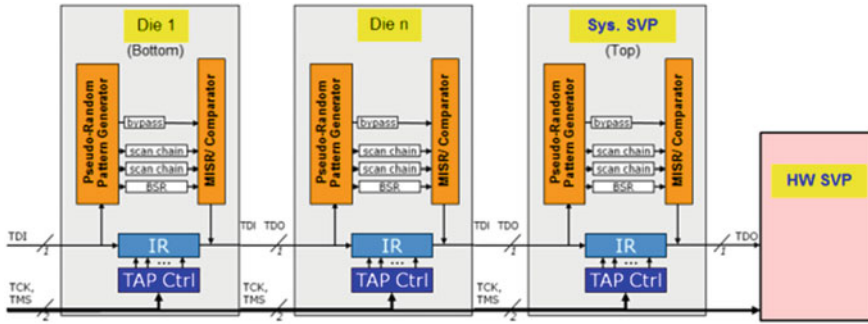 Die 1
(Bottom)
Pseudo-Random
Pattern Generator
bypass
scan chain
scan chain
BSR
MISR/ Comparator
TDI
1
IR
...
TAP Ctrl
TCK,
TMS
2
TDI TDO
1
TCK,
TMS
2
Die n
Pseudo-Random
Pattern Generator
bypass
scan chain
scan chain
BSR
MISR/ Comparator
IR
...
TAP Ctrl
TDI TDO
1
TCK,
TMS
2
Sys. SVP
(Top)
Pseudo-Random
Pattern Generator
bypass
scan chain
scan chain
BSR
MISR/ Comparator
IR
...
TAP Ctrl
TDO
1
HW SVP